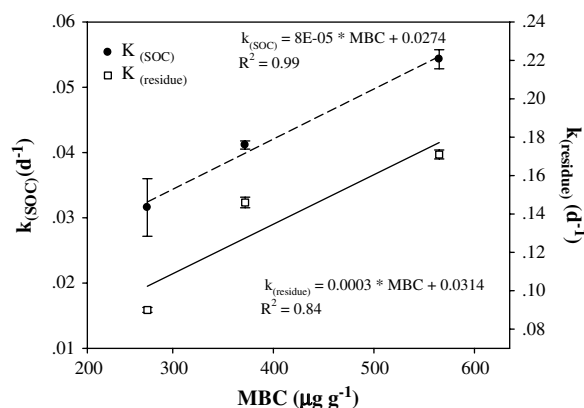 .06
.05
.04
.03
.02
.01
k(SOC)(d-1)
K (SOC)
K (residue)
k(SOC) = 8E-05 * MBC + 0.0274
R2 = 0.99
k(residue) = 0.0003 * MBC + 0.0314
R2 = 0.84
.24
.22
.20
.18
.16
.14
.12
.10
.08
k(residue) (d-1)
200 300 400 500 600
MBC (µg g-1)